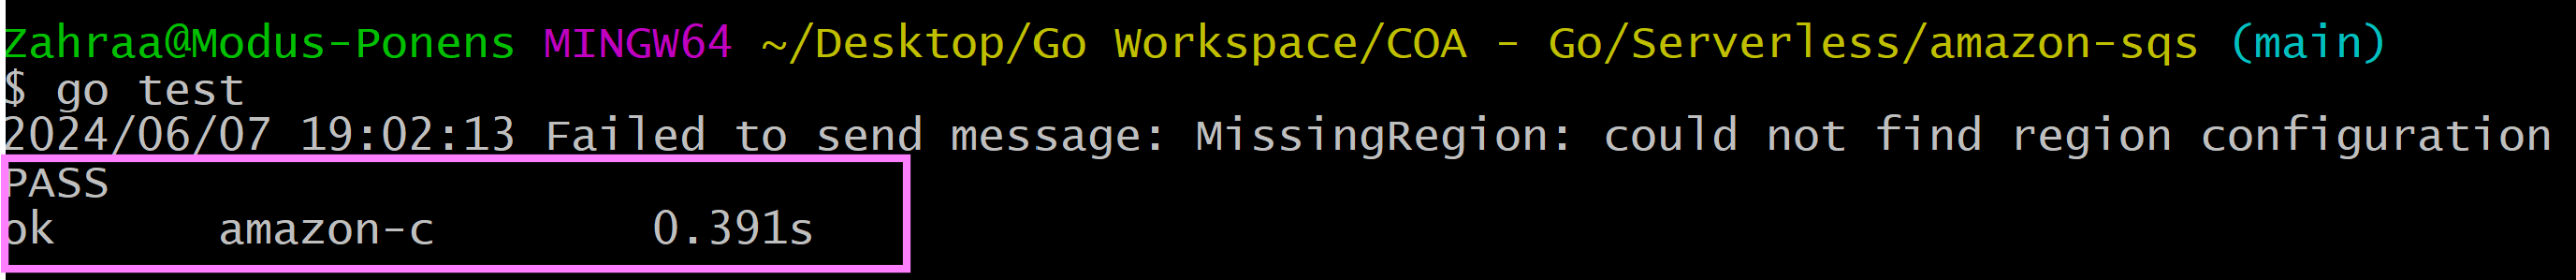 Zahraa@Modus-Ponens MINGW64 ~/Desktop/Go Workspace/COA - Go/Serverless/amazon-sqs (main)
$ go test
2024/06/07 19:02:13 Failed to send message: MissingRegion: could not find region configuration
PASS
ok      amazon-c        0.391s